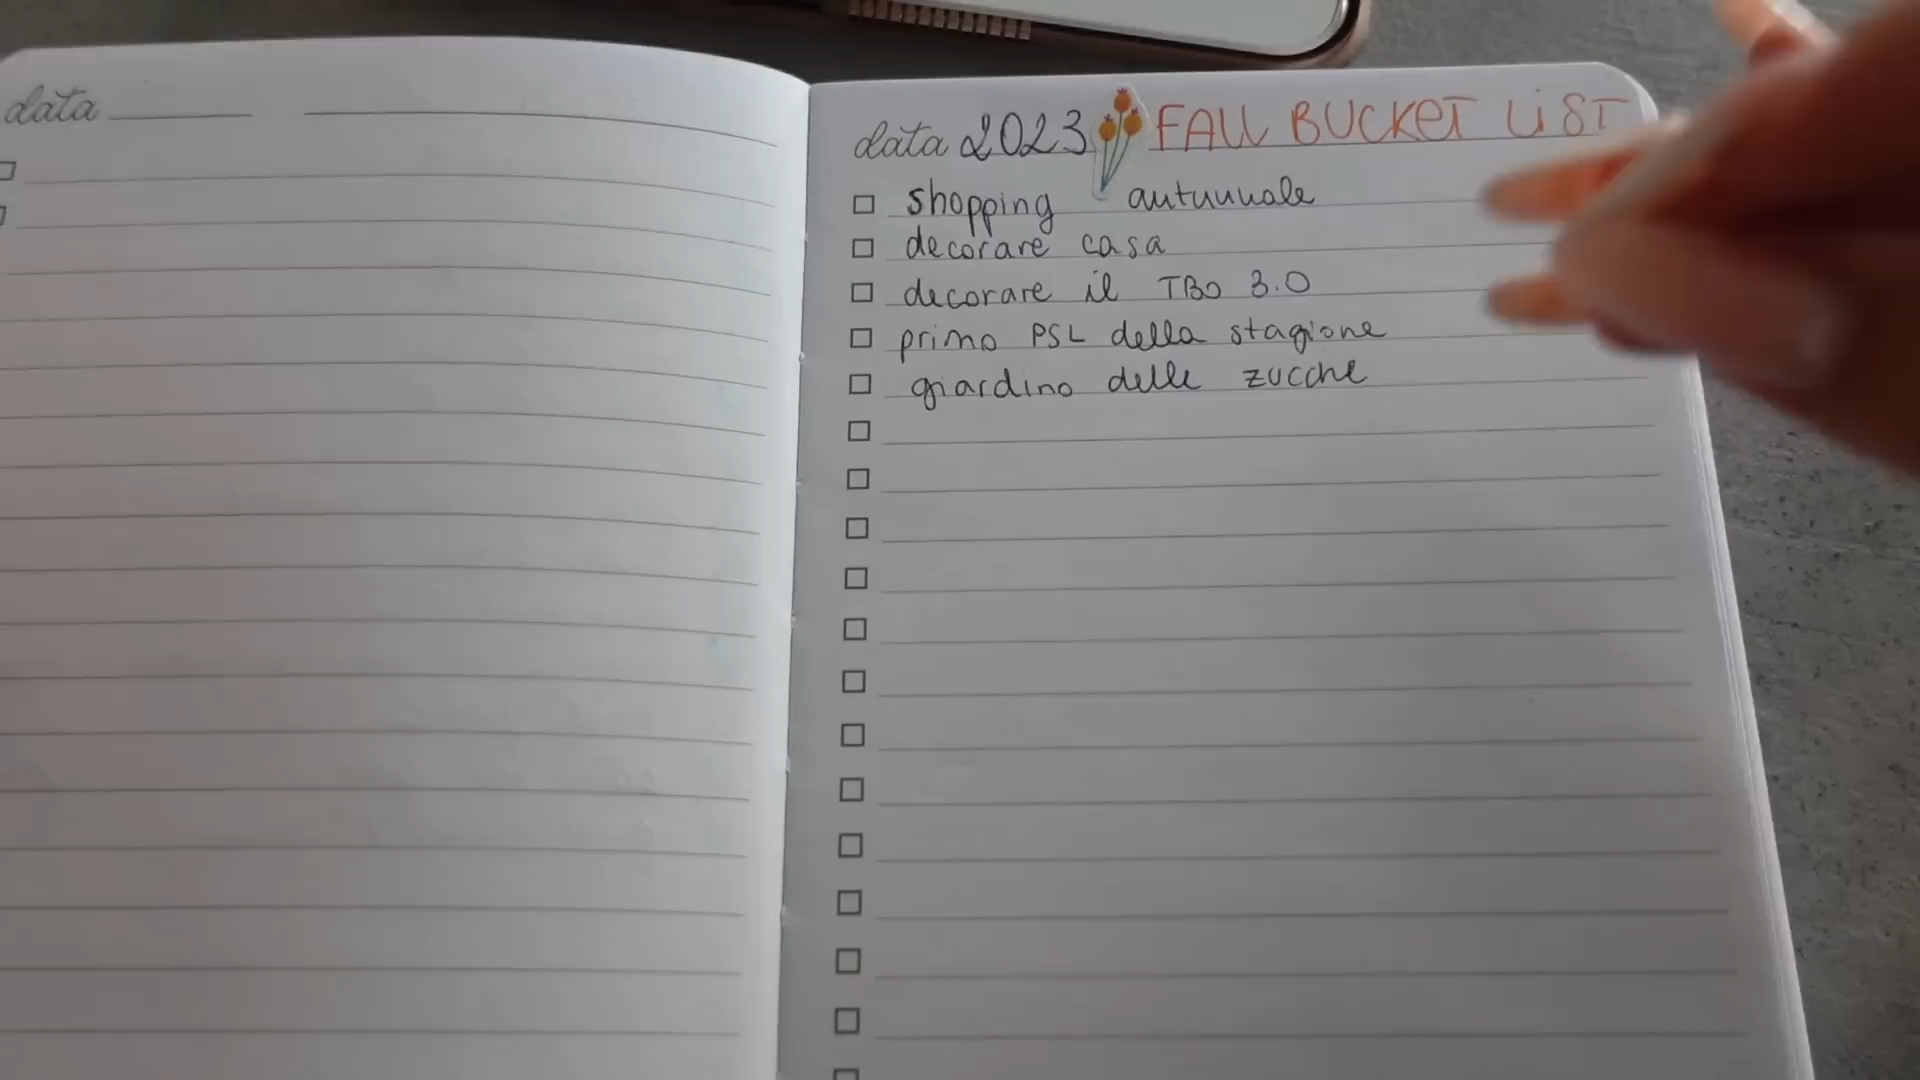 data
data 2023 FALL BUCKET LIST
shopping autunnale
decorare casa
decorare il TBO 3.0
primo PSL della stagione
giardino delle zucche